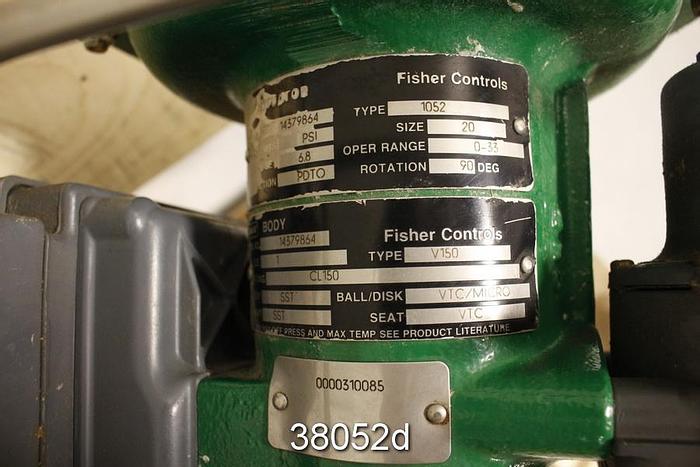 Fisher Controls
14379864 TYPE 1052
PSI SIZE 20
6.8 OPER RANGE 0-33
PDTO ROTATION 90 DEG
BODY
14379864 Fisher Controls
1 TYPE V150
CL150
SST BALL/DISK VTC/MICRO
SST SEAT VTC
PRESS AND MAX TEMP SEE PRODUCT LITERATURE
0000310085
38052d